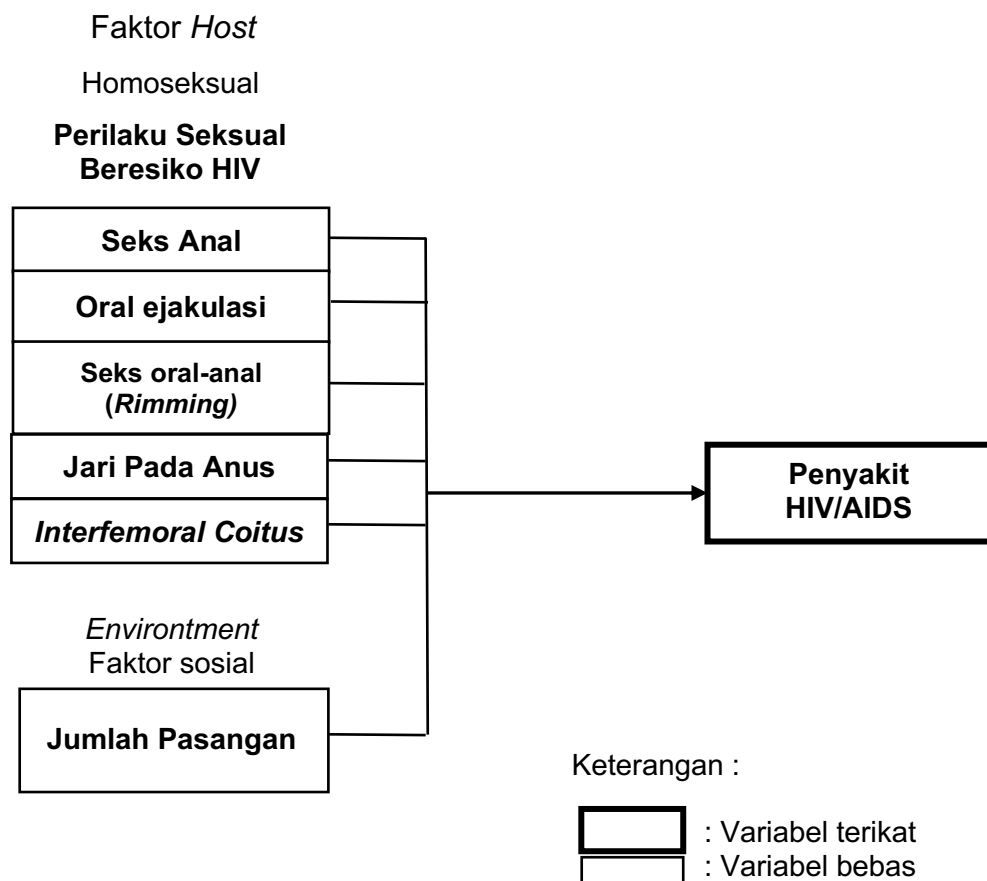 Faktor Host
Homoseksual
Perilaku Seksual
Beresiko HIV
Seks Anal
Oral ejakulasi
Seks oral-anal
(Rimming)
Jari Pada Anus
Interfemoral Coitus
Penyakit
HIV/AIDS
Environtment
Faktor sosial
Jumlah Pasangan
Keterangan :
: Variabel terikat
: Variabel bebas